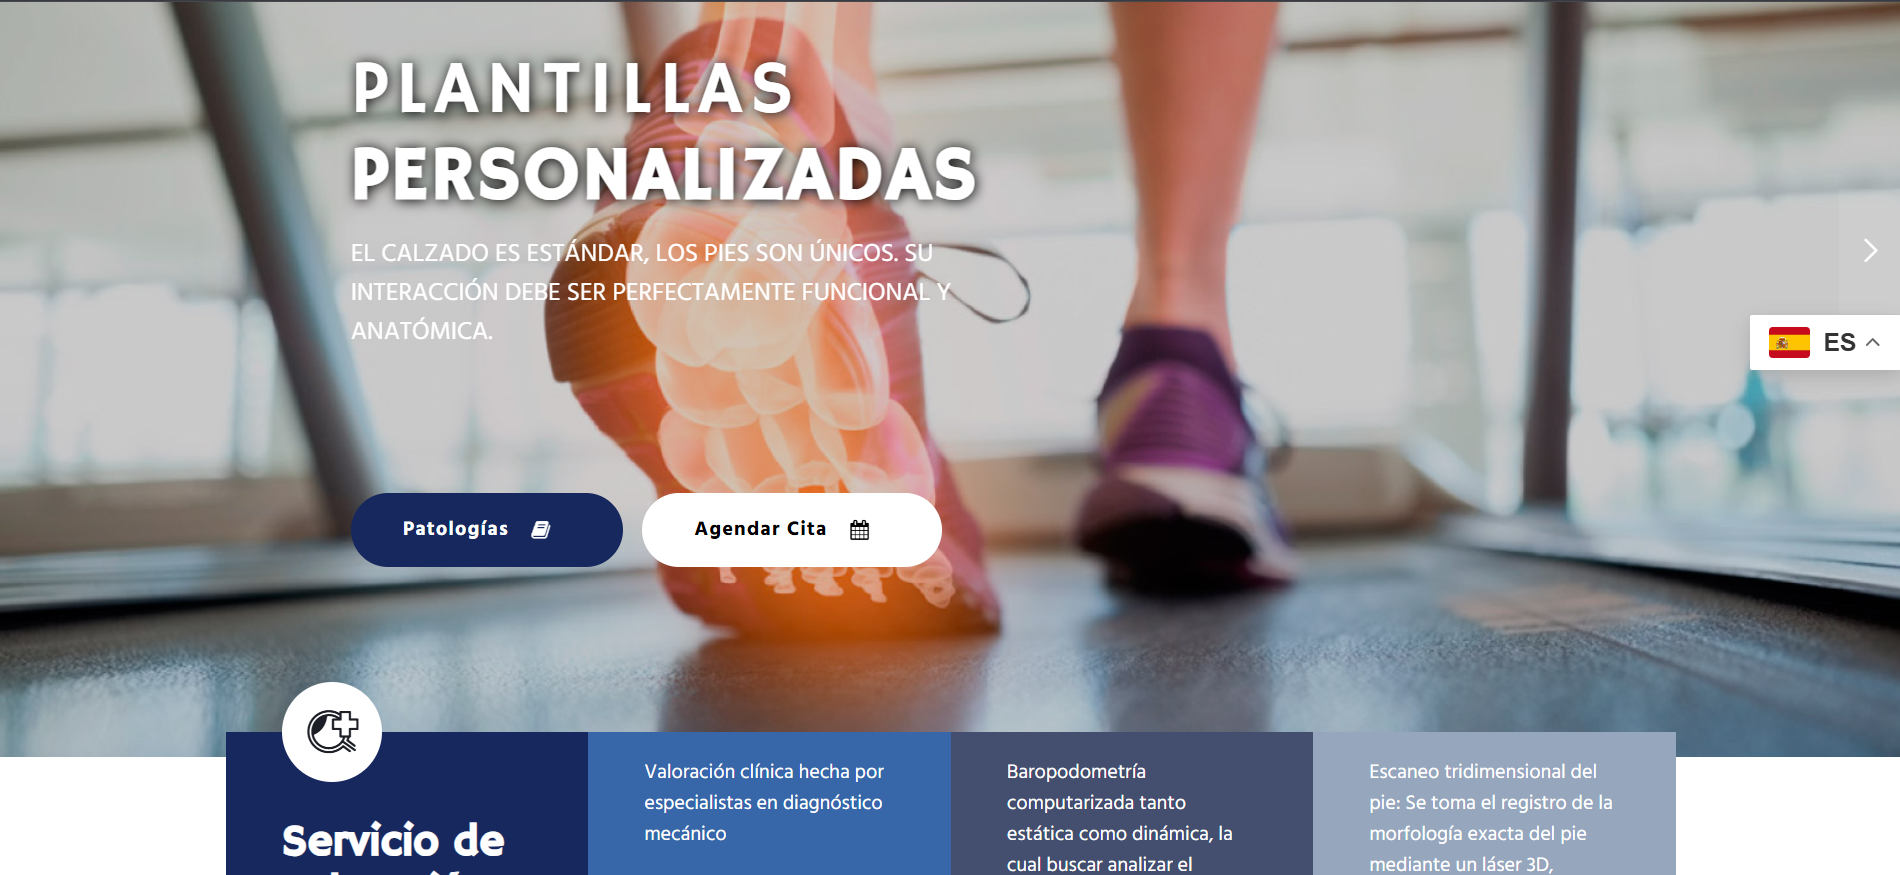 PLANTILLAS
PERSONALIZADAS
EL CALZADO ES ESTÁNDAR, LOS PIES SON ÚNICOS. SU
INTERACCIÓN DEBE SER PERFECTAMENTE FUNCIONAL Y
ANATÓMICA.
ES
Patologías
Agendar Cita
Servicio de
Valoración clínica hecha por
especialistas en diagnóstico
mecánico
Baropodometría
computarizada tanto
estática como dinámica, la
cual buscar analizar el
Escaneo tridimensional del
pie: Se toma el registro de la
morfología exacta del pie
mediante un láser 3D,